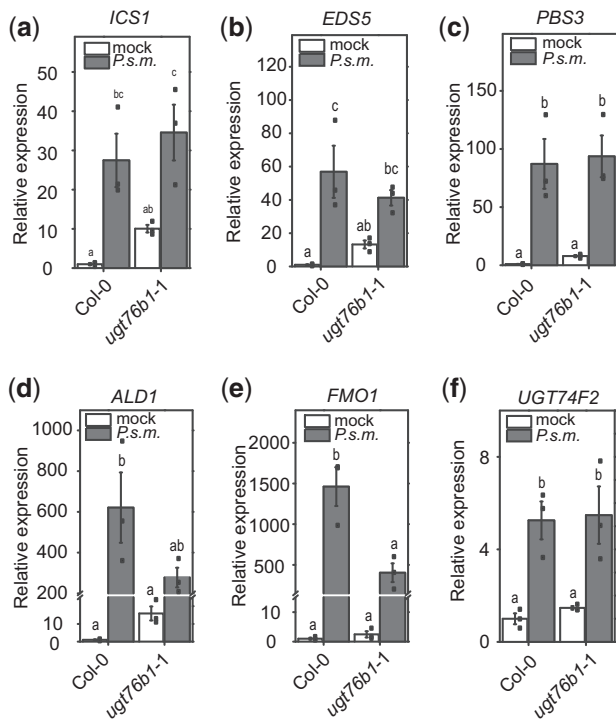 (a) ICS1
mock
P.s.m.
Relative expression
50
40
30
20
10
0
a
bc
ab
c
Col-0
ugt76b1-1
(b) EDS5
mock
P.s.m.
Relative expression
120
100
80
60
40
20
0
a
c
ab
bc
Col-0
ugt76b1-1
(c) PBS3
mock
P.s.m.
Relative expression
150
100
50
0
a
b
a
b
Col-0
ugt76b1-1
(d) ALD1
mock
P.s.m.
Relative expression
1000
800
600
400
200
10
0
a
b
a
ab
Col-0
ugt76b1-1
(e) FMO1
mock
P.s.m.
Relative expression
2000
1500
1000
500
10
0
a
b
a
a
Col-0
ugt76b1-1
(f) UGT74F2
mock
P.s.m.
Relative expression
8
4
0
a
b
a
b
Col-0
ugt76b1-1